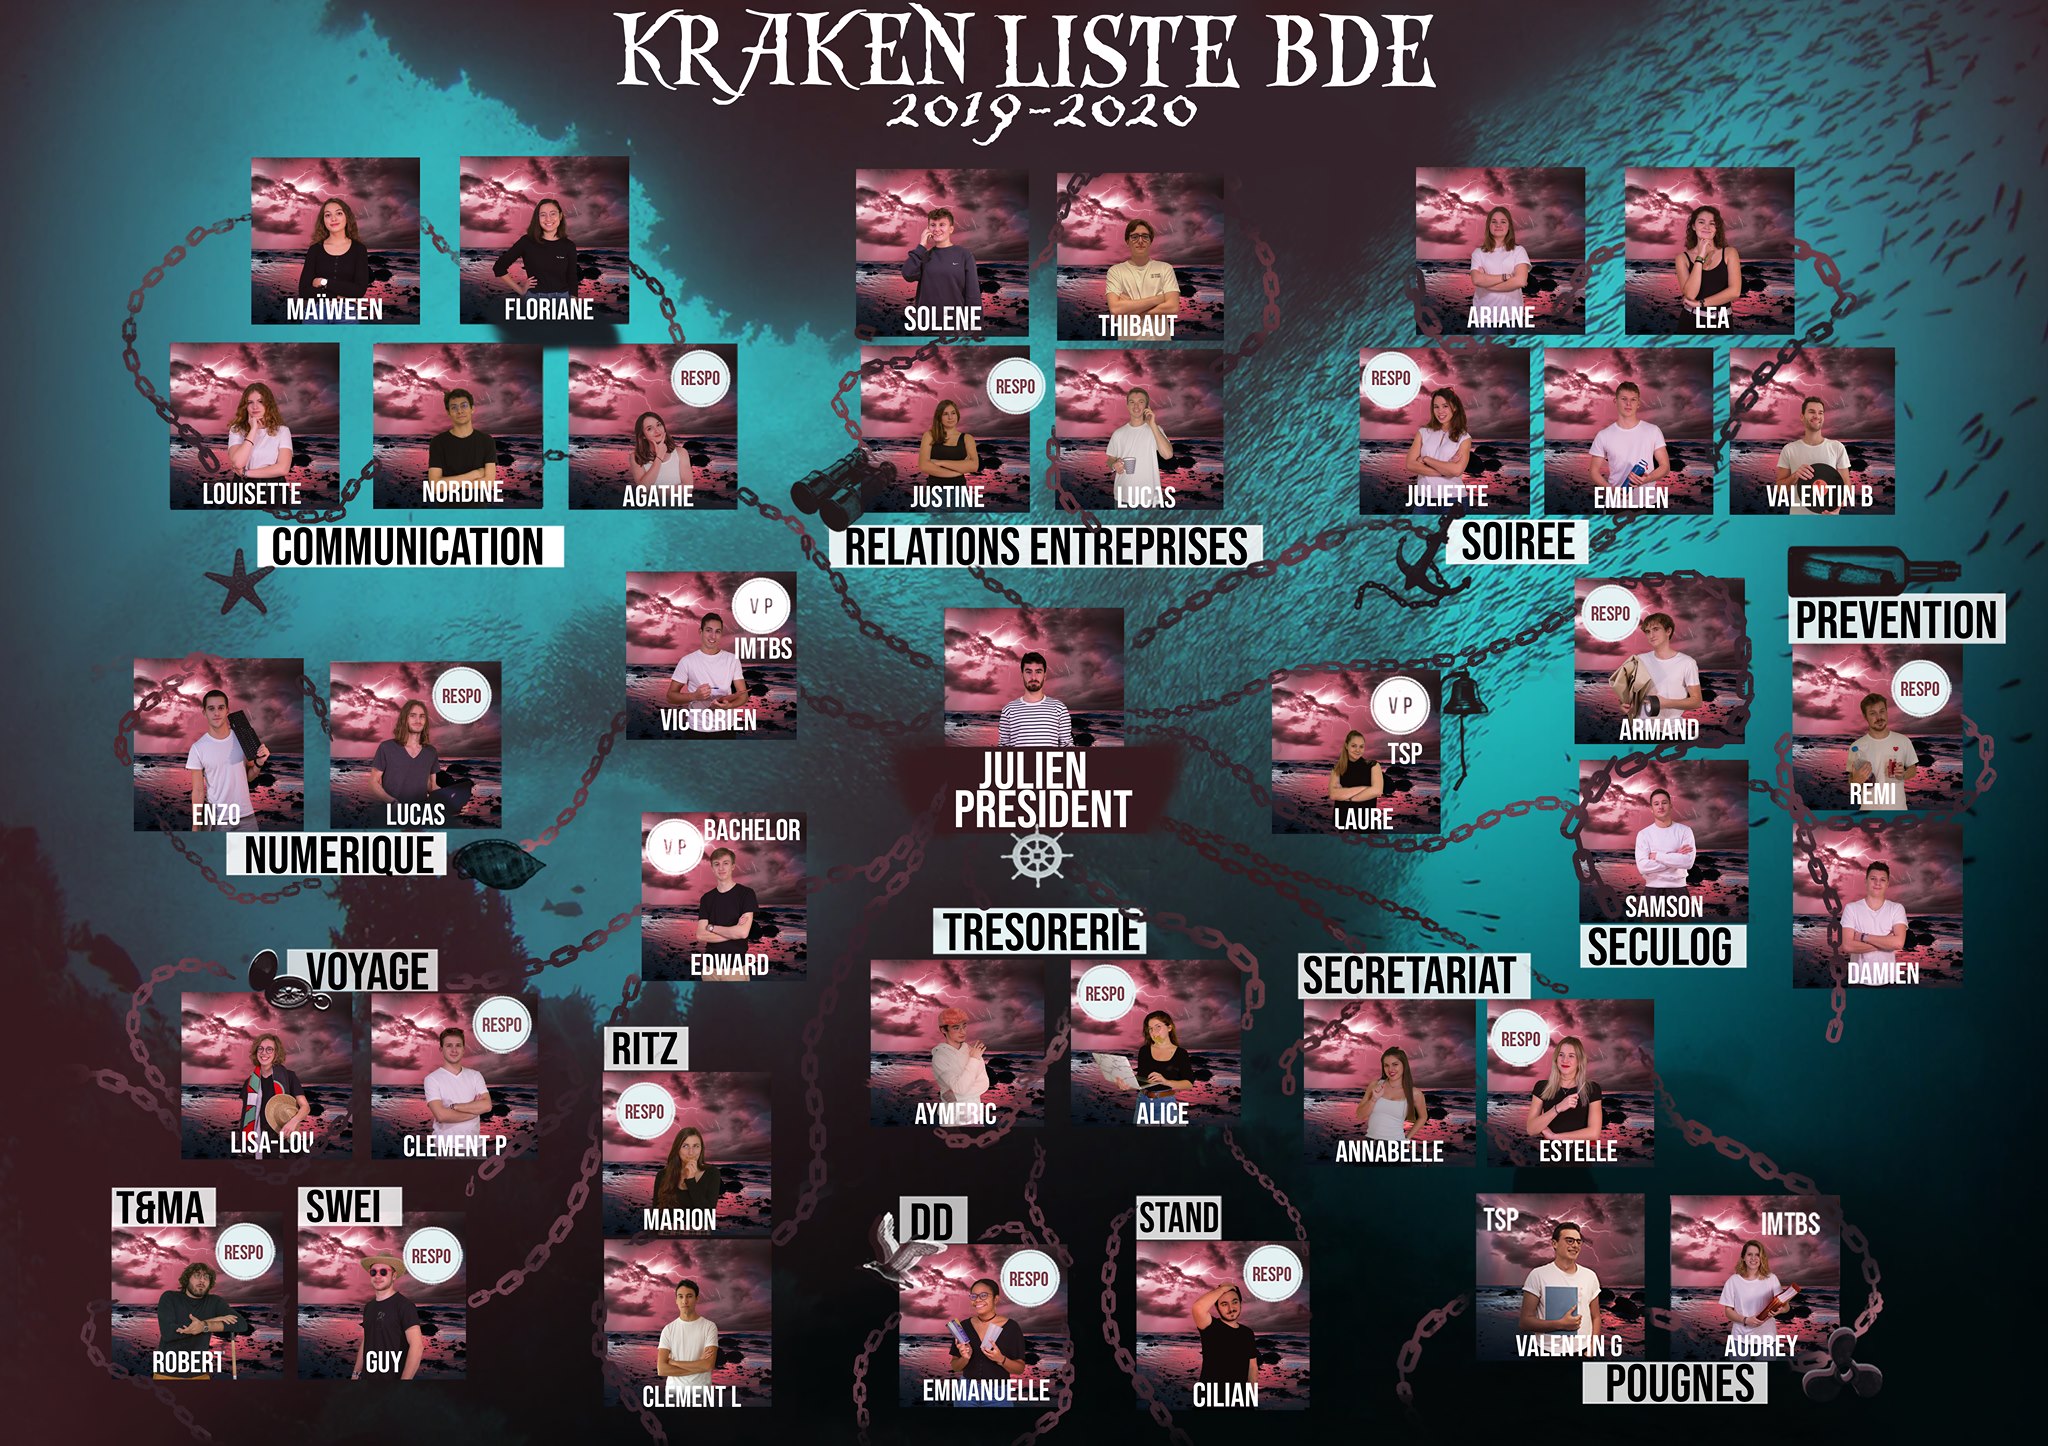 KRAKEN LISTE BDE
2019-2020
MAÏWEEN
FLORIANE
LOUISETTE
NORDINE
RESPO
AGATHE
COMMUNICATION
SOLENE
THIBAUT
RESPO
JUSTINE
LUCAS
RELATIONS ENTREPRISES
ARIANE
LEA
RESPO
JULIETTE
EMILIEN
VALENTIN B
SOIREE
VP
IMTBS
VICTORIEN
JULIEN
PRESIDENT
VP
TSP
LAURE
RESPO
ARMAND
SAMSON
SECULOG
PREVENTION
RESPO
REMI
DAMIEN
ENZO
RESPO
LUCAS
NUMERIQUE
VP
BACHELOR
EDWARD
VOYAGE
LISA-LOU
RESPO
CLEMENT P
RITZ
RESPO
MARION
CLEMENT L
TRESORERIE
AYMERIC
RESPO
ALICE
SECRETARIAT
ANNABELLE
RESPO
ESTELLE
T&MA
RESPO
ROBERT
SWEI
RESPO
GUY
DD
RESPO
EMMANUELLE
STAND
RESPO
CILIAN
TSP
VALENTIN G
IMTBS
AUDREY
POUGNES